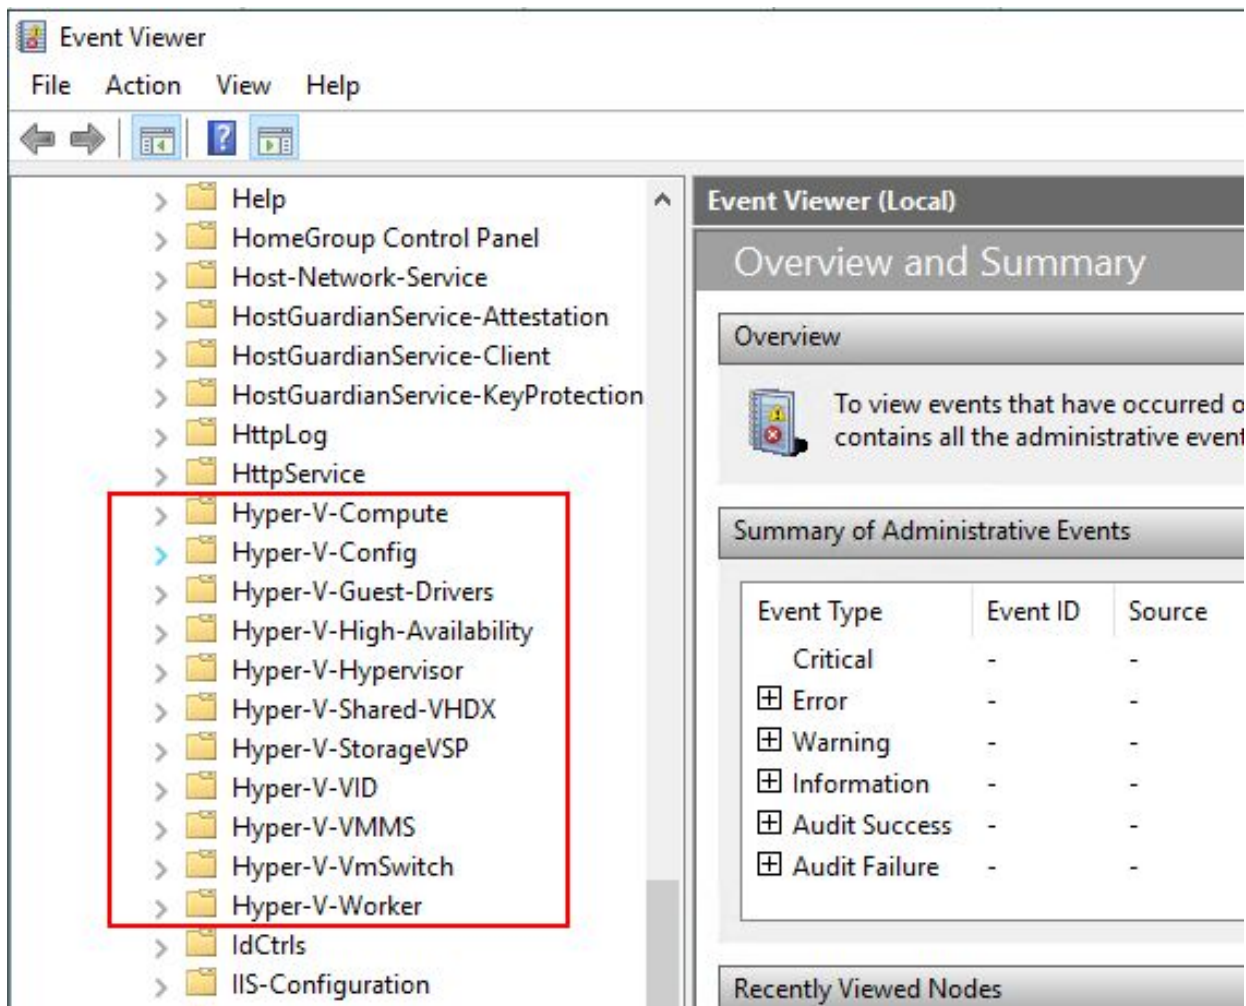 Event Viewer
File Action View Help
Help
HomeGroup Control Panel
Host-Network-Service
HostGuardianService-Attestation
HostGuardianService-Client
HostGuardianService-KeyProtection
HttpLog
HttpService
Hyper-V-Compute
Hyper-V-Config
Hyper-V-Guest-Drivers
Hyper-V-High-Availability
Hyper-V-Hypervisor
Hyper-V-Shared-VHDX
Hyper-V-StorageVSP
Hyper-V-VID
Hyper-V-VMMS
Hyper-V-VmSwitch
Hyper-V-Worker
IdCtrls
IIS-Configuration
Event Viewer (Local)
Overview and Summary
Overview
To view events that have occurred o
contains all the administrative event
Summary of Administrative Events
Event Type Event ID Source
Critical - -
Error - -
Warning - -
Information - -
Audit Success - -
Audit Failure - -
Recently Viewed Nodes